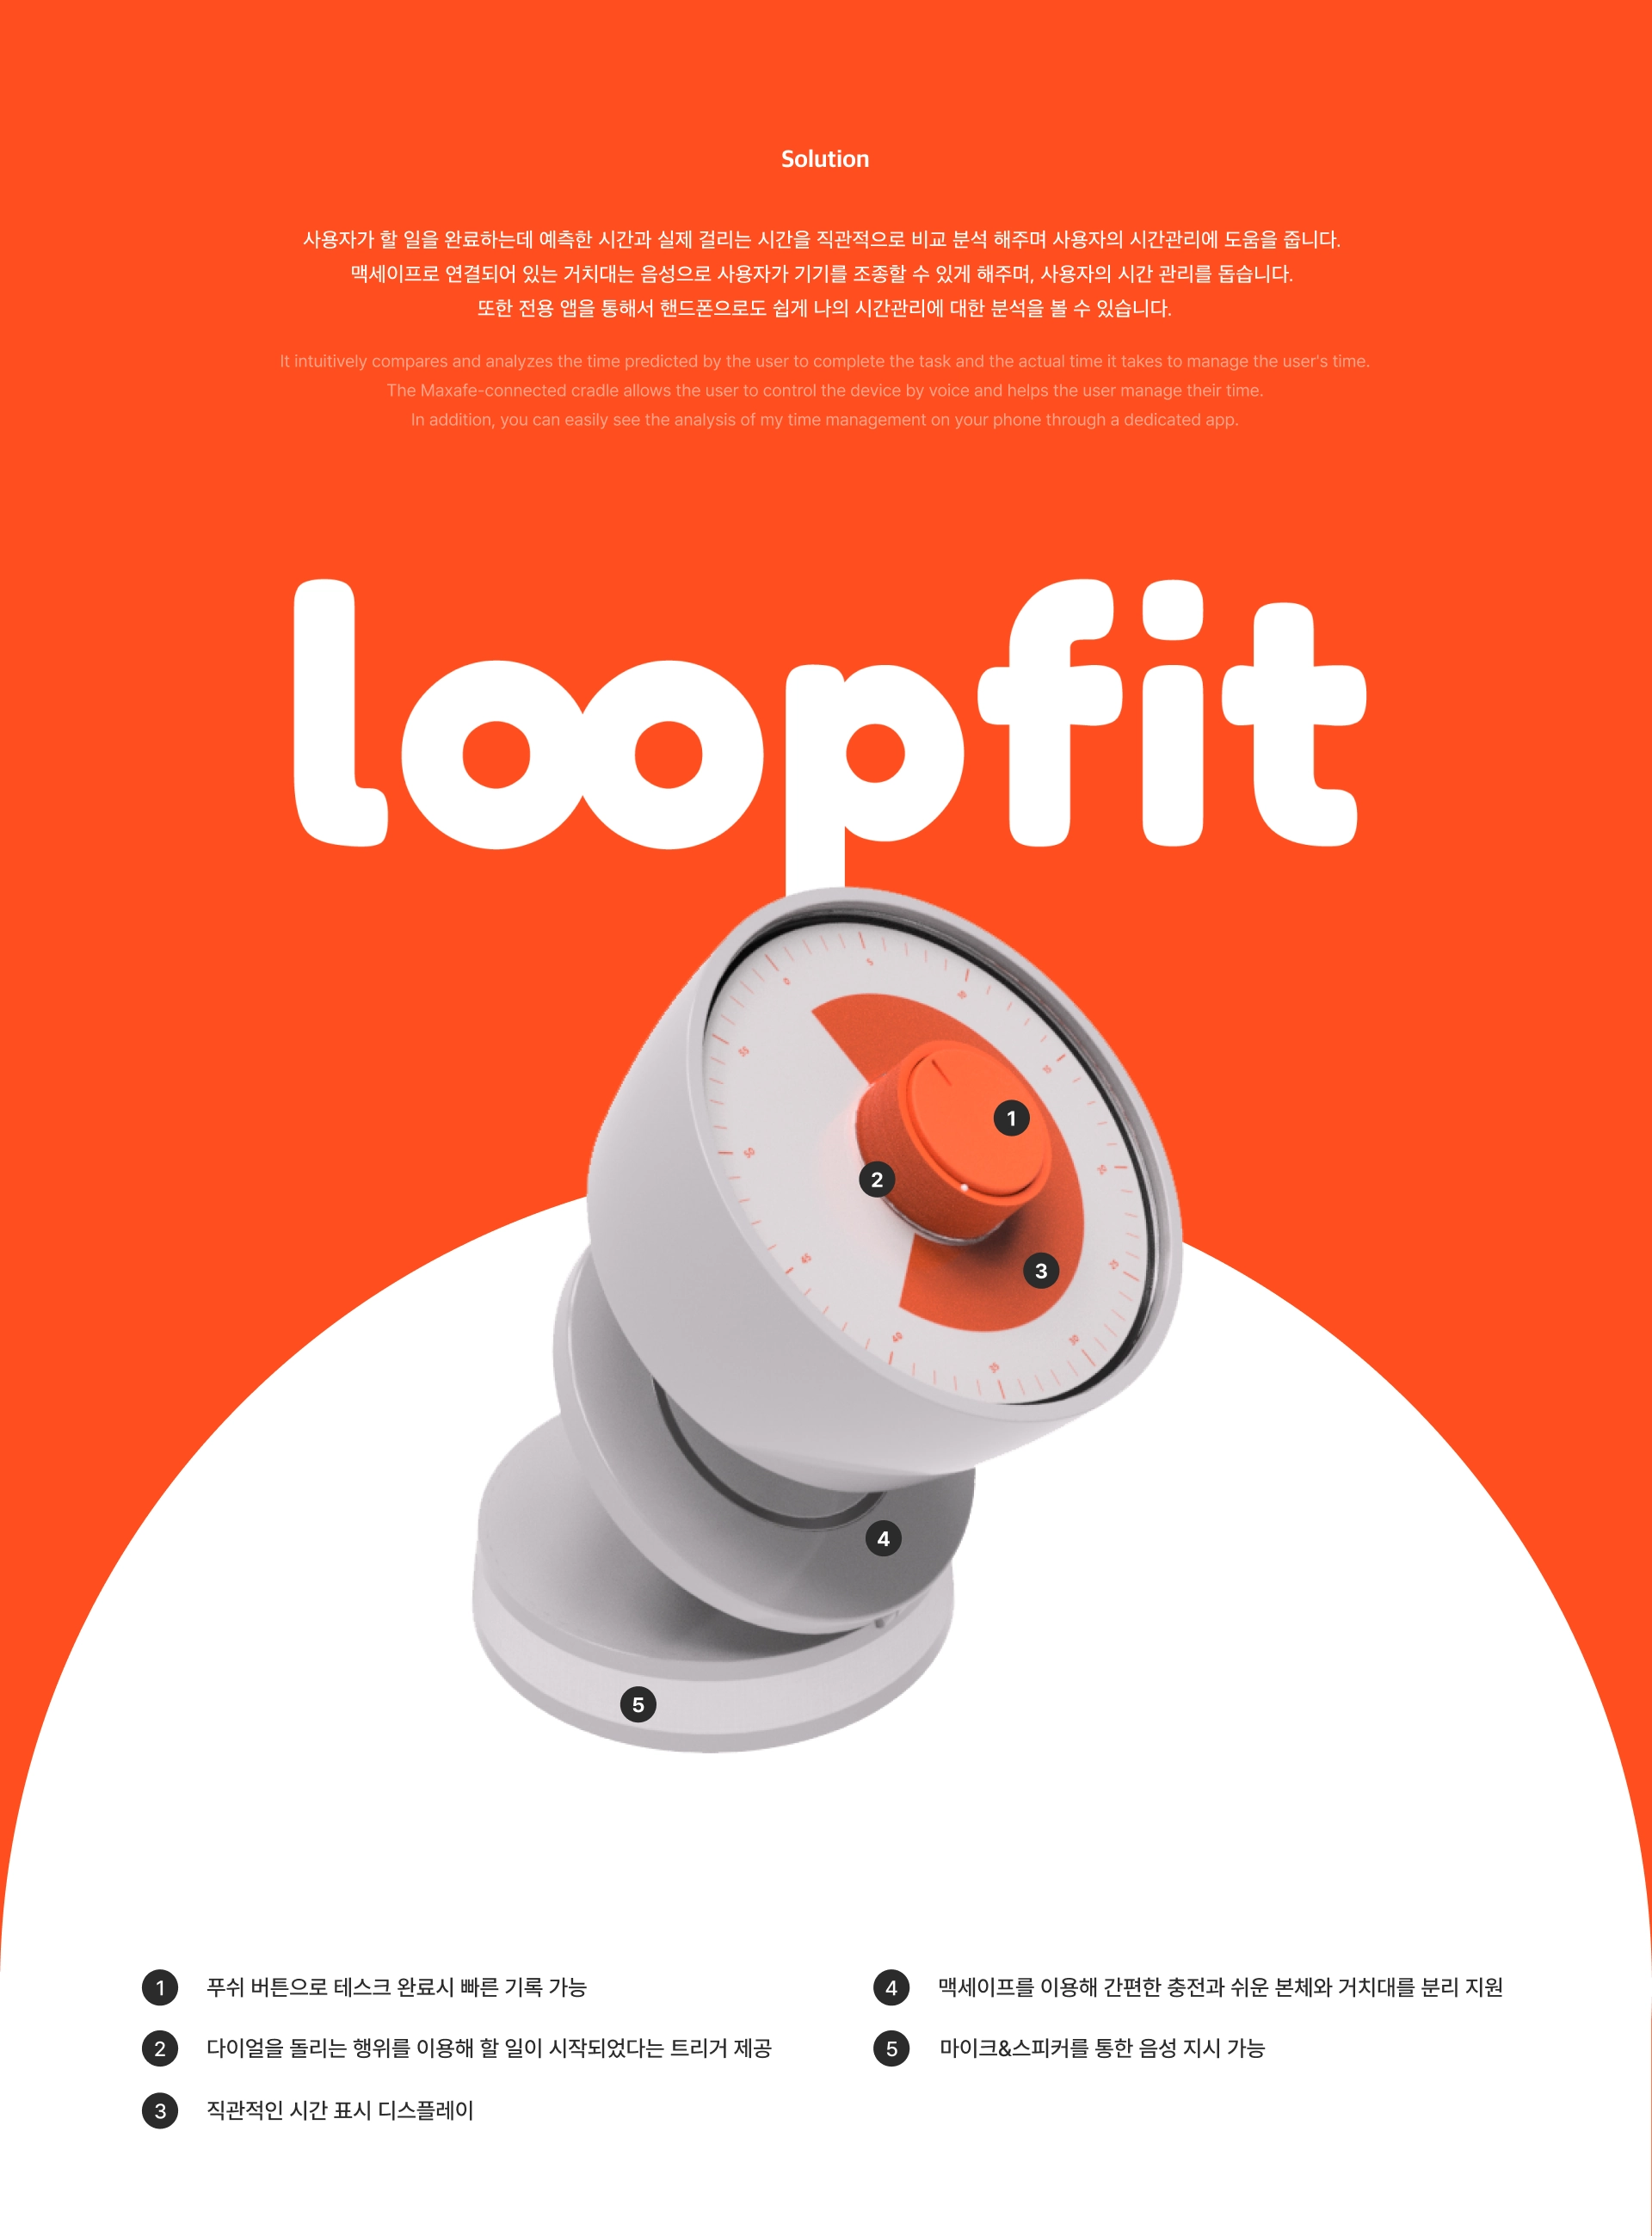 Solution
사용자가 할 일을 완료하는데 예측한 시간과 실제 걸리는 시간을 직관적으로 비교 분석 해주며 사용자의 시간관리에 도움을 줍니다.
맥세이프로 연결되어 있는 거치대는 음성으로 사용자가 기기를 조종할 수 있게 해주며, 사용자의 시간 관리를 돕습니다.
또한 전용 앱을 통해서 핸드폰으로도 쉽게 나의 시간관리에 대한 분석을 볼 수 있습니다.
It intuitively compares and analyzes the time predicted by the user to complete the task and the actual time it takes to manage the user's time.
The Maxafe-connected cradle allows the user to control the device by voice and helps the user manage their time.
In addition, you can easily see the analysis of my time management on your phone through a dedicated app.
loopfit
1
2
3
4
5
1 푸쉬 버튼으로 테스크 완료시 빠른 기록 가능
2 다이얼을 돌리는 행위를 이용해 할 일이 시작되었다는 트리거 제공
3 직관적인 시간 표시 디스플레이
4 맥세이프를 이용해 간편한 충전과 쉬운 본체와 거치대를 분리 지원
5 마이크&스피커를 통한 음성 지시 가능